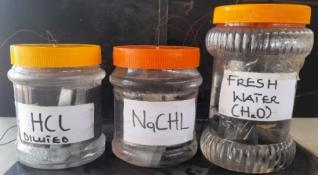 HCL
DILUTED
NaCHL
FRESH
WATER
(H2O)